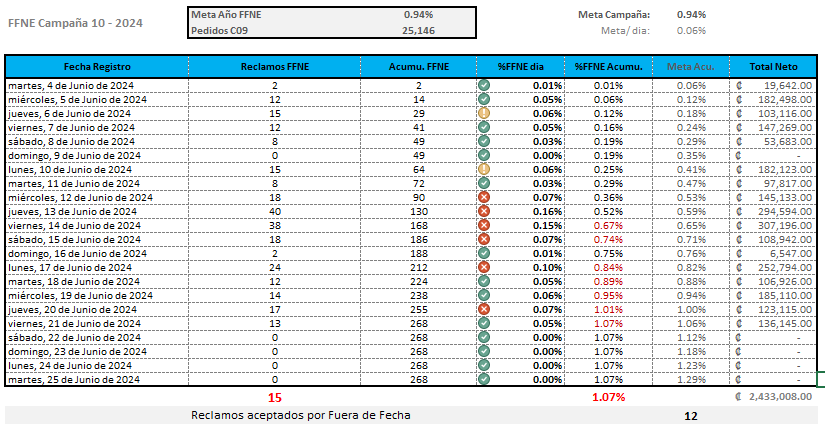 FFNE Campaña 10 - 2024
Meta Año FFNE 0.94%
Pedidos C09 25,146
Meta Campaña: 0.94%
Meta/ dia: 0.06%
Fecha Registro Reclamos FFNE Acumu. FFNE %FFNE dia %FFNE Acumu. Meta Acu. Total Neto
martes, 4 de Junio de 2024 2 2 0.01% 0.01% 0.06% ₡ 19,642.00
miércoles, 5 de Junio de 2024 12 14 0.05% 0.06% 0.12% ₡ 182,498.00
jueves, 6 de Junio de 2024 15 29 0.06% 0.12% 0.18% ₡ 103,116.00
viernes, 7 de Junio de 2024 12 41 0.05% 0.16% 0.24% ₡ 147,269.00
sábado, 8 de Junio de 2024 8 49 0.03% 0.19% 0.29% ₡ 53,683.00
domingo, 9 de Junio de 2024 0 49 0.00% 0.19% 0.35% ₡ -
lunes, 10 de Junio de 2024 15 64 0.06% 0.25% 0.41% ₡ 182,123.00
martes, 11 de Junio de 2024 8 72 0.03% 0.29% 0.47% ₡ 97,817.00
miércoles, 12 de Junio de 2024 18 90 0.07% 0.36% 0.53% ₡ 145,133.00
jueves, 13 de Junio de 2024 40 130 0.16% 0.52% 0.59% ₡ 294,594.00
viernes, 14 de Junio de 2024 38 168 0.15% 0.67% 0.65% ₡ 307,196.00
sábado, 15 de Junio de 2024 18 186 0.07% 0.74% 0.71% ₡ 108,942.00
domingo, 16 de Junio de 2024 2 188 0.01% 0.75% 0.76% ₡ 6,547.00
lunes, 17 de Junio de 2024 24 212 0.10% 0.84% 0.82% ₡ 252,794.00
martes, 18 de Junio de 2024 12 224 0.05% 0.89% 0.88% ₡ 106,926.00
miércoles, 19 de Junio de 2024 14 238 0.06% 0.95% 0.94% ₡ 185,110.00
jueves, 20 de Junio de 2024 17 255 0.07% 1.01% 1.00% ₡ 123,115.00
viernes, 21 de Junio de 2024 13 268 0.05% 1.07% 1.06% ₡ 136,145.00
sábado, 22 de Junio de 2024 0 268 0.00% 1.07% 1.12% ₡ -
domingo, 23 de Junio de 2024 0 268 0.00% 1.07% 1.18% ₡ -
lunes, 24 de Junio de 2024 0 268 0.00% 1.07% 1.23% ₡ -
martes, 25 de Junio de 2024 0 268 0.00% 1.07% 1.29% ₡ -
15 1.07% ₡ 2,433,008.00
Reclamos aceptados por Fuera de Fecha 12